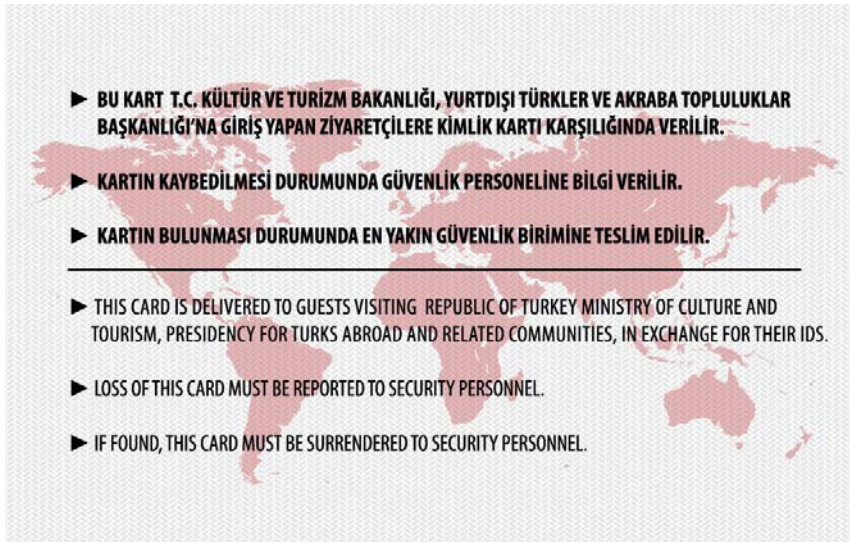 ► BU KART T.C. KÜLTÜR VE TURİZM BAKANLIĞI, YURTDIŞI TÜRKLER VE AKRABA TOPLULUKLAR
BAŞKANLIĞI'NA GİRİŞ YAPAN ZİYARETÇİLERE KİMLİK KARTI KARŞILIĞINDA VERİLİR.
► KARTIN KAYBEDİLMESİ DURUMUNDA GÜVENLİK PERSONELİNE BİLGİ VERİLİR.
► KARTIN BULUNMASI DURUMUNDA EN YAKIN GÜVENLİK BİRİMİNE TESLİM EDİLİR.
► THIS CARD IS DELIVERED TO GUESTS VISITING REPUBLIC OF TURKEY MINISTRY OF CULTURE AND
TOURISM, PRESIDENCY FOR TURKS ABROAD AND RELATED COMMUNITIES, IN EXCHANGE FOR THEIR IDS.
► LOSS OF THIS CARD MUST BE REPORTED TO SECURITY PERSONNEL.
► IF FOUND, THIS CARD MUST BE SURRENDERED TO SECURITY PERSONNEL.